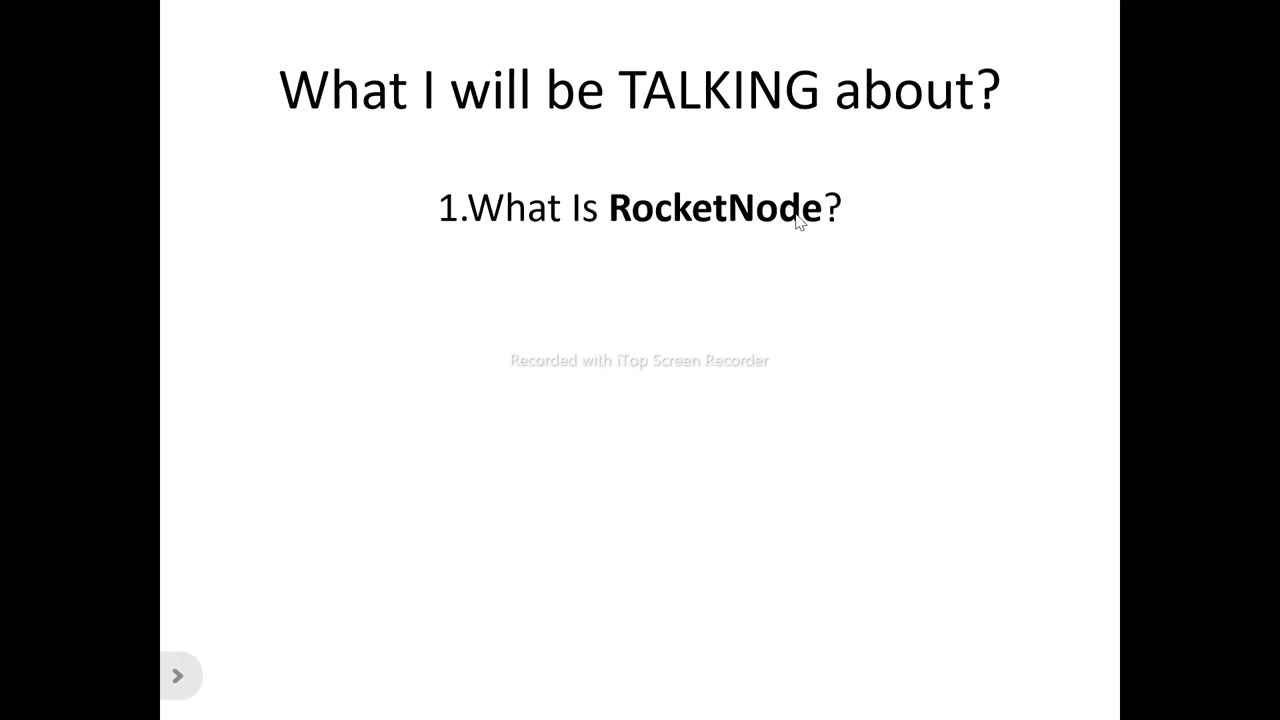 What I will be TALKING about?
1.What Is RocketNode?
Recorded with iTop Screen Recorder